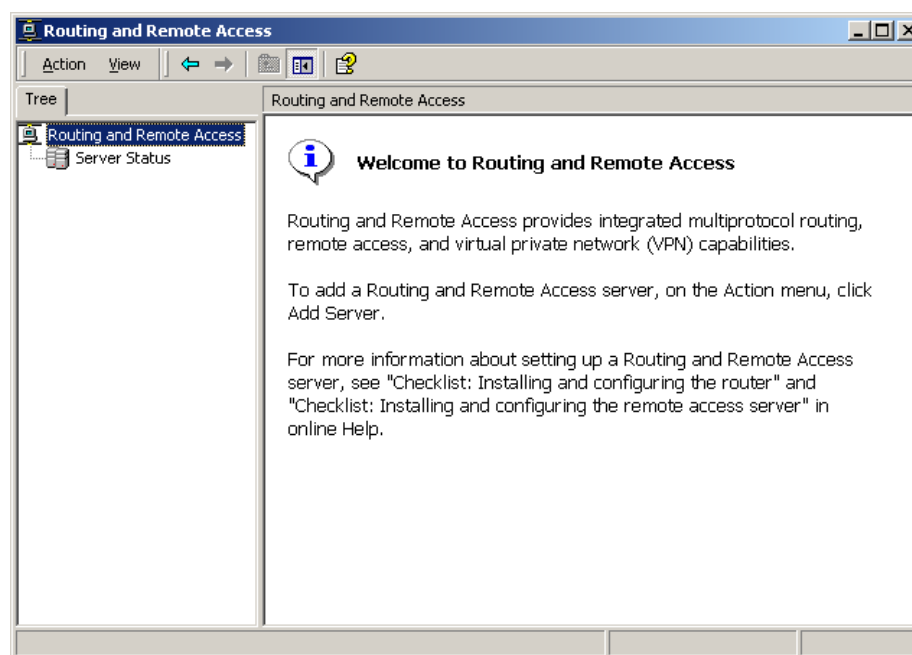 Routing and Remote Access
Action View
Tree
Routing and Remote Access
Routing and Remote Access
Server Status
Welcome to Routing and Remote Access
Routing and Remote Access provides integrated multiprotocol routing,
remote access, and virtual private network (VPN) capabilities.
To add a Routing and Remote Access server, on the Action menu, click
Add Server.
For more information about setting up a Routing and Remote Access
server, see "Checklist: Installing and configuring the router" and
"Checklist: Installing and configuring the remote access server" in
online Help.